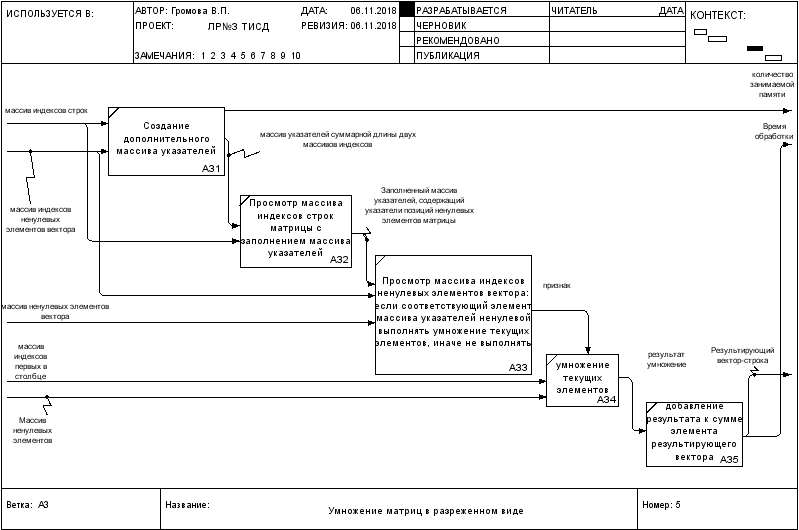 ИСПОЛЬЗУЕТСЯ В:
АВТОР: Громова В.П.
ДАТА: 06.11.2018
РАЗРАБАТЫВАЕТСЯ
ЧИТАТЕЛЬ
ДАТА
КОНТЕКСТ:
ПРОЕКТ: ЛР№3 ТИСД
РЕВИЗИЯ: 06.11.2018
ЧЕРНОВИК
РЕКОМЕНДОВАНО
ЗАМЕЧАНИЯ: 1 2 3 4 5 6 7 8 9 10
ПУБЛИКАЦИЯ
количество
занимаемой
памяти
массив индексов строк
Время
обработки
Создание
дополнительного
массива указателей
A31
массив указателей суммарной длины двух
массивов индексов
массив индексов
ненулевых
элементов вектора
Просмотр массива
индексов строк
матрицы с
заполнением массива
указателей
A32
Заполненный массив
указателей, содержащий
указатели позиций ненулевых
элементов матрицы
Просмотр массива индексов
ненулевых элементов вектора:
если соответствующий элемент
массива указателей ненулевой
выполнять умножение текущих
элементов, иначе не выполнять
A33
признак
массив ненулевых элементов
вектора
массив
индексов
первых в
столбце
умножение
текущих
элементов
A34
результат
умножение
Результирующий
вектор-строка
Массив
ненулевых
элементов
добавление
результата к сумме
элемента
результирующего
вектора
A35
Ветка: A3
Название:
Умножение матриц в разреженном виде
Номер: 5